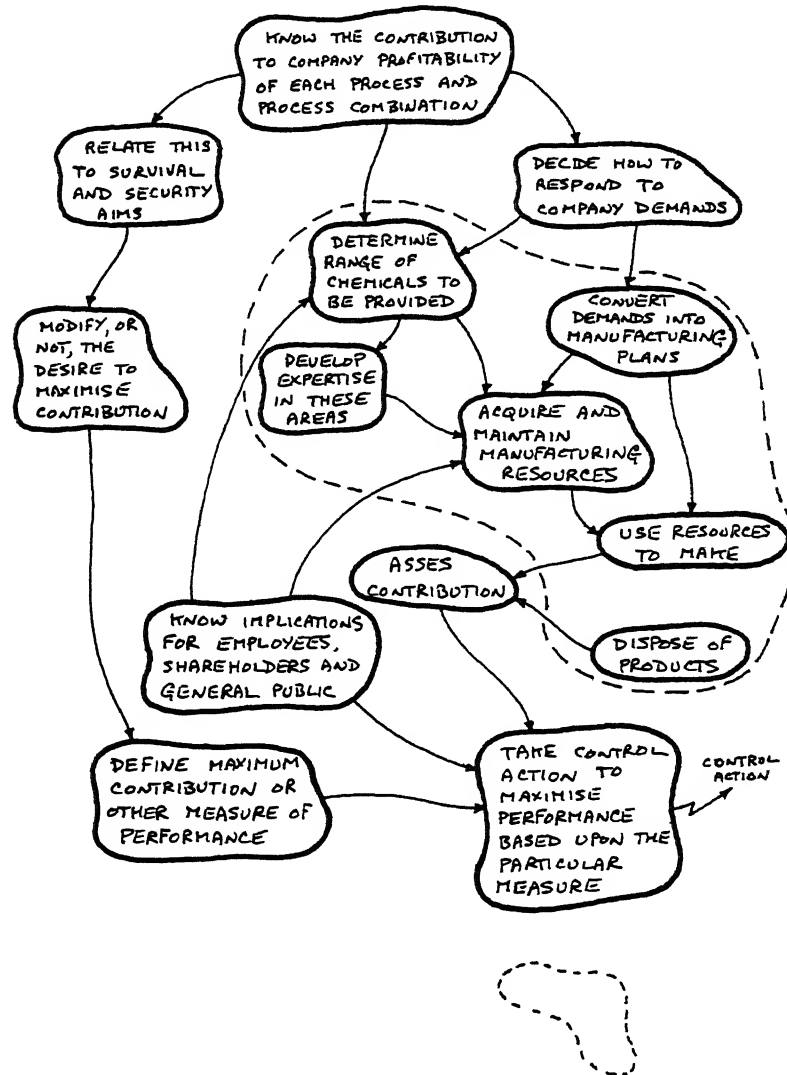 KNOW THE CONTRIBUTION
TO COMPANY PROFITABILITY
OF EACH PROCESS AND
PROCESS COMBINATION
RELATE THIS
TO SURVIVAL
AND SECURITY
AIMS
DECIDE HOW TO
RESPOND TO
COMPANY DEMANDS
DETERMINE
RANGE OF
CHEMICALS TO
BE PROVIDED
CONVERT
DEMANDS INTO
MANUFACTURING
PLANS
MODIFY, OR
NOT, THE
DESIRE TO
MAXIMISE
CONTRIBUTION
DEVELOP
EXPERTISE
IN THESE
AREAS
ACQUIRE AND
MAINTAIN
MANUFACTURING
RESOURCES
USE RESOURCES
TO MAKE
ASSES
CONTRIBUTION
KNOW IMPLICATIONS
FOR EMPLOYEES,
SHAREHOLDERS AND
GENERAL PUBLIC
DISPOSE OF
PRODUCTS
DEFINE MAXIMUM
CONTRIBUTION OR
OTHER MEASURE OF
PERFORMANCE
TAKE CONTROL
ACTION TO
MAXIMISE
PERFORMANCE
BASED UPON THE
PARTICULAR
MEASURE
CONTROL
ACTION